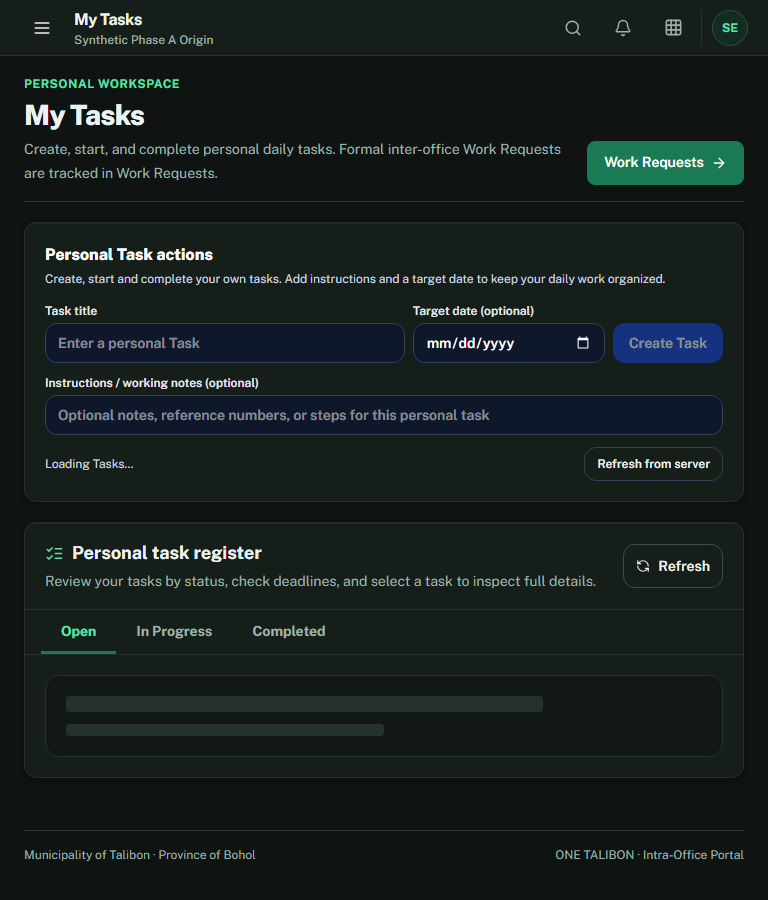 My Tasks
Synthetic Phase A Origin
SE
PERSONAL WORKSPACE
My Tasks
Create, start, and complete personal daily tasks. Formal inter-office Work Requests
are tracked in Work Requests.
Work Requests
Personal Task actions
Create, start and complete your own tasks. Add instructions and a target date to keep your daily work organized.
Task title
Target date (optional)
Enter a personal Task
mm/dd/yyyy
Create Task
Instructions / working notes (optional)
Optional notes, reference numbers, or steps for this personal task
Loading Tasks...
Refresh from server
Personal task register
Review your tasks by status, check deadlines, and select a task to inspect full details.
Refresh
Open
In Progress
Completed
Municipality of Talibon · Province of Bohol
ONE TALIBON · Intra-Office Portal